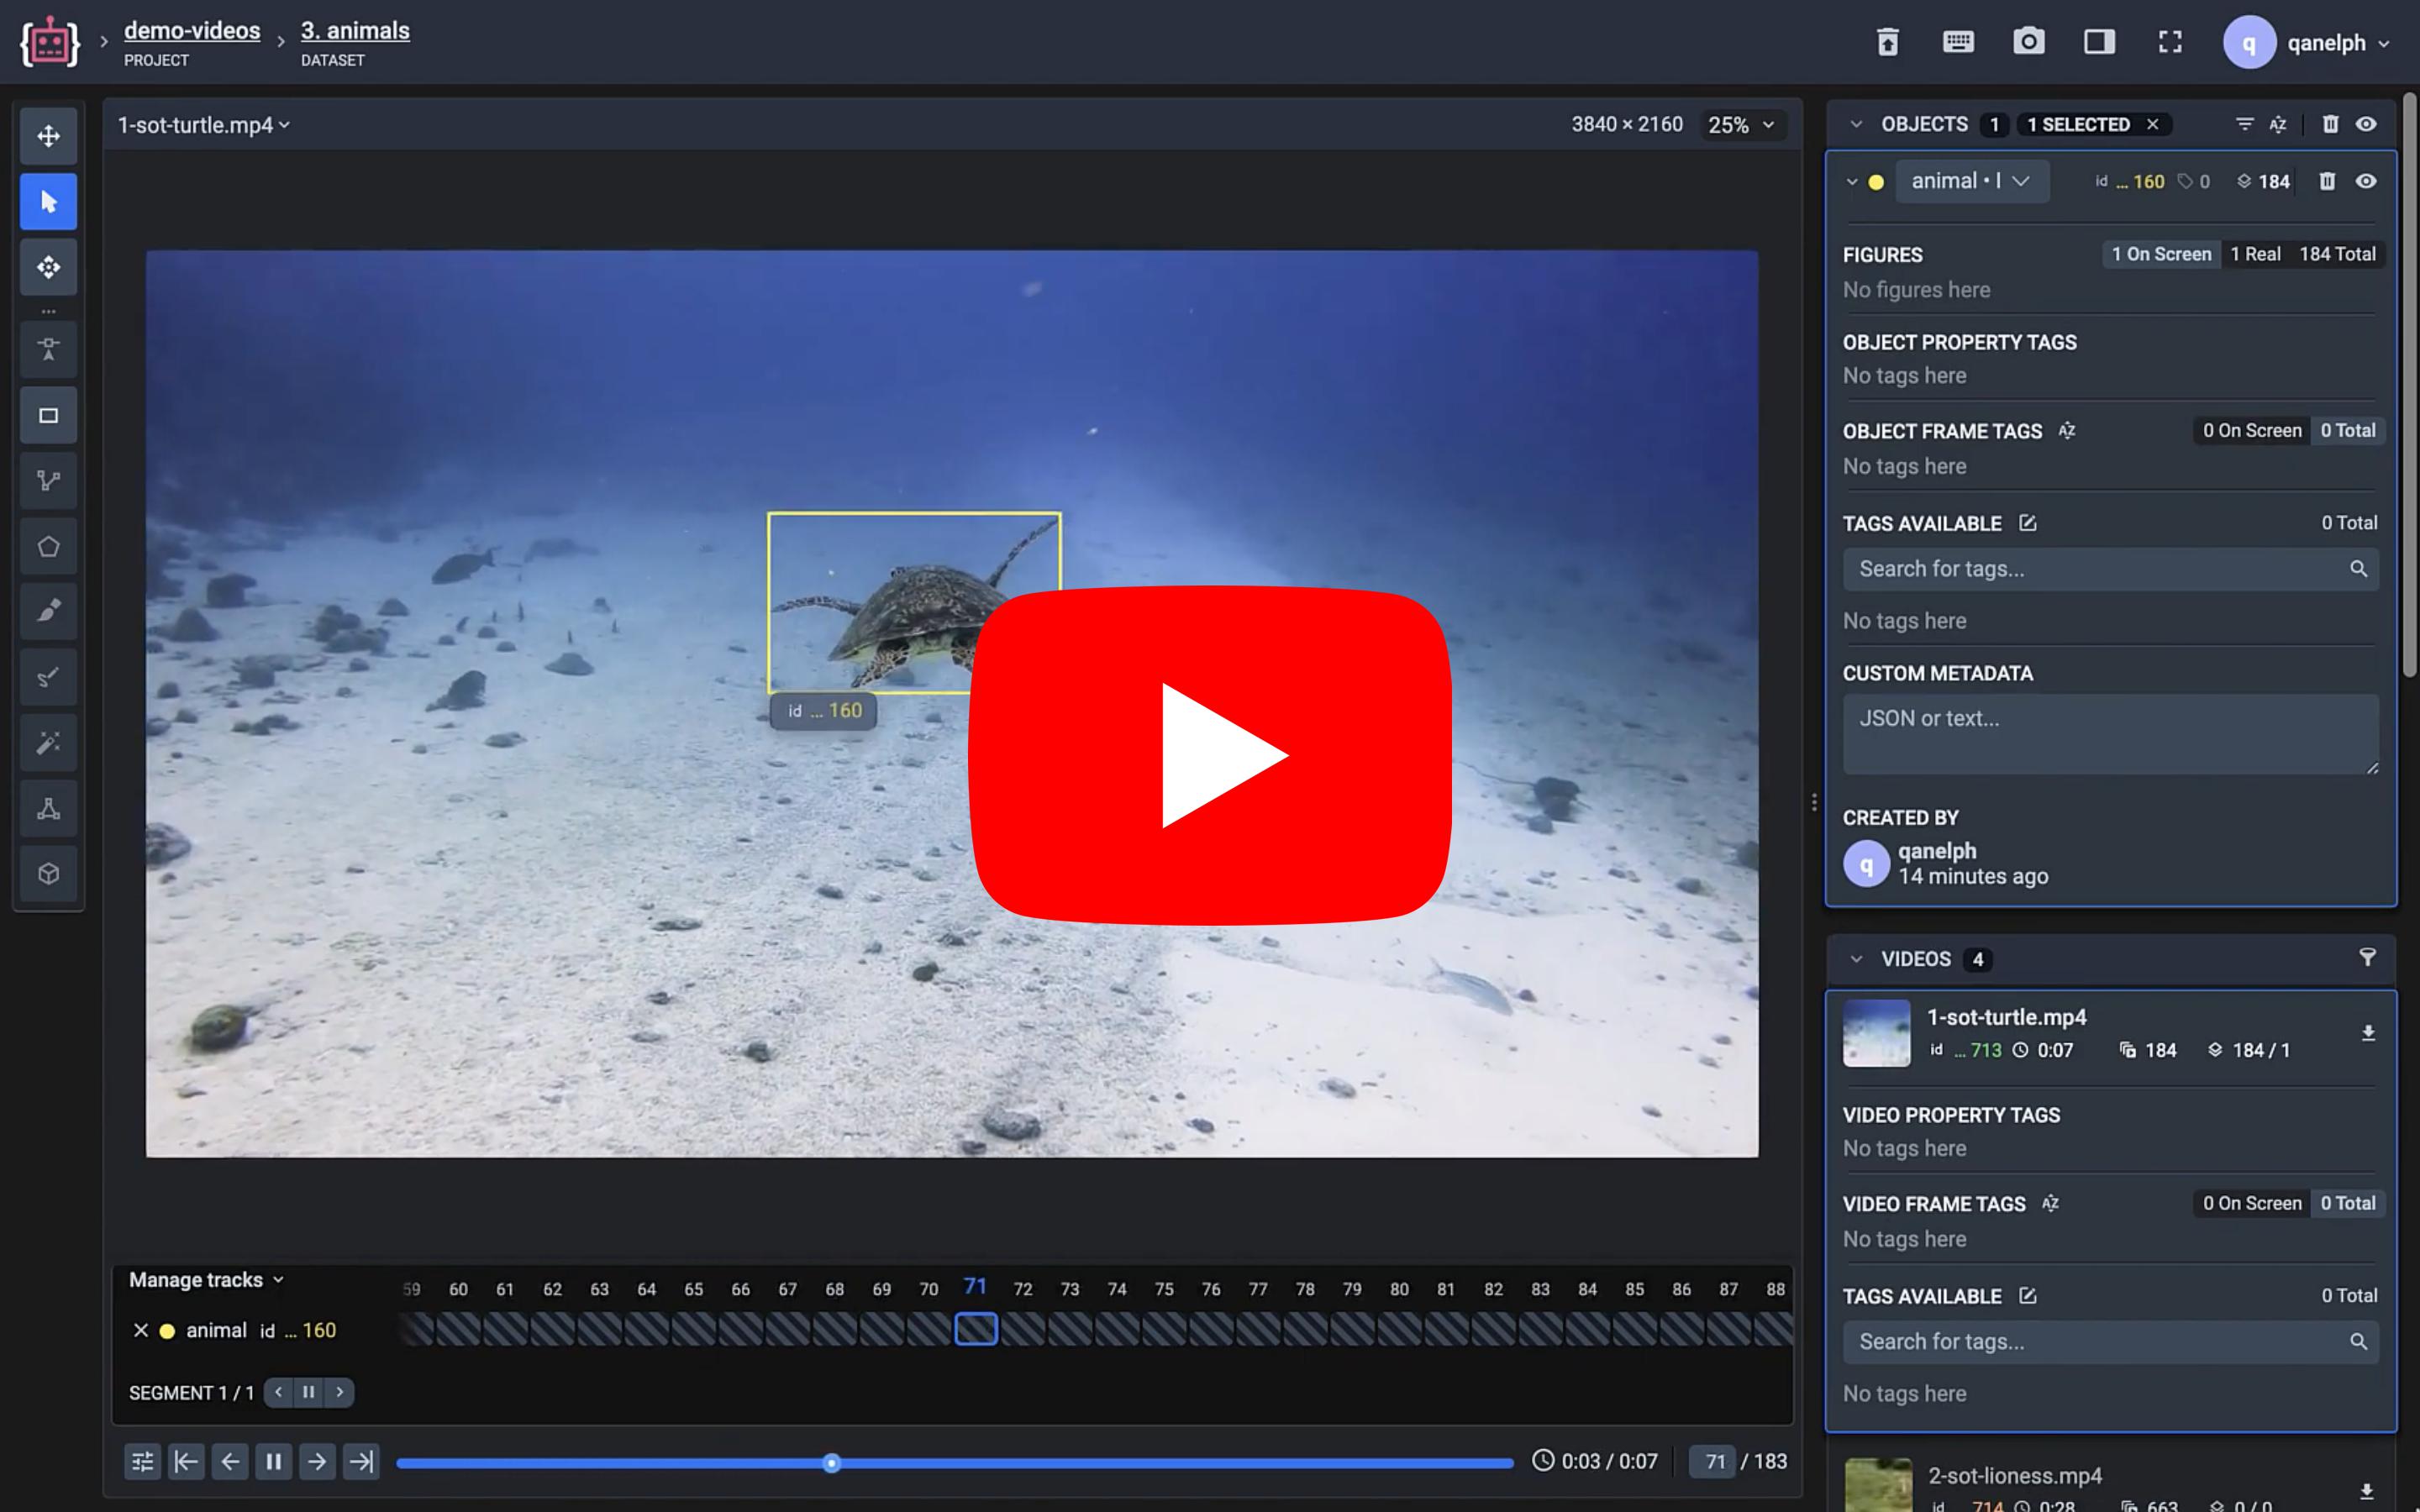 demo-videos
PROJECT
3. animals
DATASET
q
qanelph
1-sot-turtle.mp4
3840 × 2160
25%
id ... 160
Manage tracks
59 60 61 62 63 64 65 66 67 68 69 70 71 72 73 74 75 76 77 78 79 80 81 82 83 84 85 86 87 88
animal id ... 160
SEGMENT 1 / 1
0:03 / 0:07
71 / 183
OBJECTS 1 1 SELECTED
animal • I
id ... 160 0 184
FIGURES
1 On Screen 1 Real 184 Total
No figures here
OBJECT PROPERTY TAGS
No tags here
OBJECT FRAME TAGS AZ
0 On Screen 0 Total
No tags here
TAGS AVAILABLE
0 Total
Search for tags...
No tags here
CUSTOM METADATA
JSON or text...
CREATED BY
q
qanelph
14 minutes ago
VIDEOS 4
1-sot-turtle.mp4
id ... 713 0:07 184 184 / 1
VIDEO PROPERTY TAGS
No tags here
VIDEO FRAME TAGS AZ
0 On Screen 0 Total
No tags here
TAGS AVAILABLE
0 Total
Search for tags...
No tags here
2-sot-lioness.mp4
id ... 714 0:28 663 0 / 0